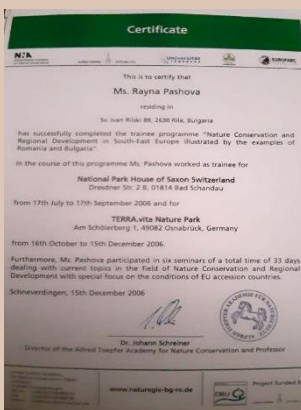 Certificate
NNA
Universität
EUROPARC
This is to certify that
Ms. Rayna Pashova
residing in
Sv. Ivan Rilski 89, 2630 Rila, Bulgaria
has successfully completed the trainee programme "Nature Conservation and
Regional Development in South-East Europe illustrated by the examples of
Romania and Bulgaria".
In the course of this programme Ms. Pashova worked as trainee for
National Park House of Saxon Switzerland
Dresdner Str. 2 B, 01814 Bad Schandau
from 17th July to 17th September 2006 and for
TERRA.vita Nature Park
Am Schölerberg 1, 49082 Osnabrück, Germany
from 16th October to 15th December 2006.
Furthermore, Ms. Pashova participated in six seminars of a total time of 33 days
dealing with current topics in the field of Nature Conservation and Regional
Development with special focus on the conditions of EU accession countries.
Schneverdingen, 15th December 2006
Dr. Johann Schreiner
Director of the Alfred Toepfer Academy for Nature Conservation and Professor
www.naturegio-bg-ro.de
DBU
Project funded